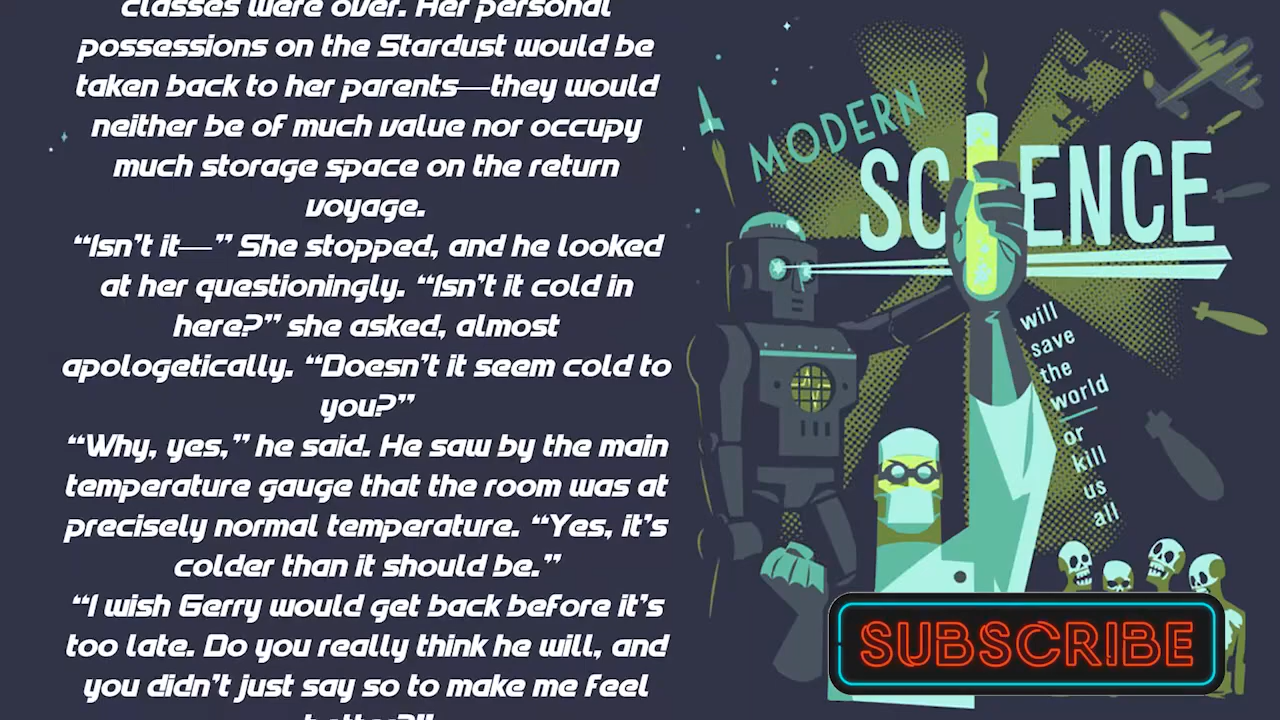 classes were over. Her personal
possessions on the Stardust would be
taken back to her parents—they would
neither be of much value nor occupy
much storage space on the return
voyage.
“Isn’t it—” She stopped, and he looked
at her questioningly. “Isn’t it cold in
here?” she asked, almost
apologetically. “Doesn’t it seem cold to
you?”
“Why, yes,” he said. He saw by the main
temperature gauge that the room was at
precisely normal temperature. “Yes, it’s
colder than it should be.”
“I wish Gerry would get back before it’s
too late. Do you really think he will, and
you didn’t just say so to make me feel
better?”
MODERN
SCIENCE
will
save
the
world
or
kill
us
all
SUBSCRIBE